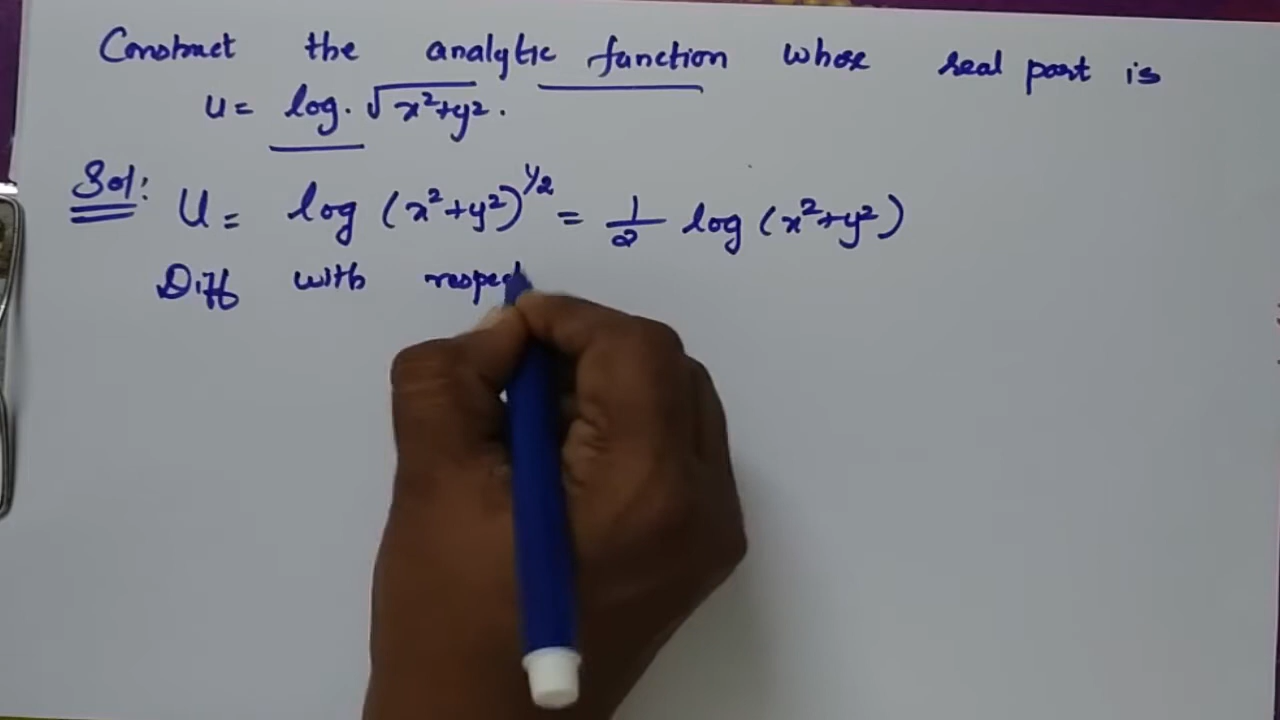 Construct the analytic function whose real part is
u = log. √x²+y² .
Sol: U = log (x²+y²)^1/2 = 1/2 log (x²+y²)
Diff with respec